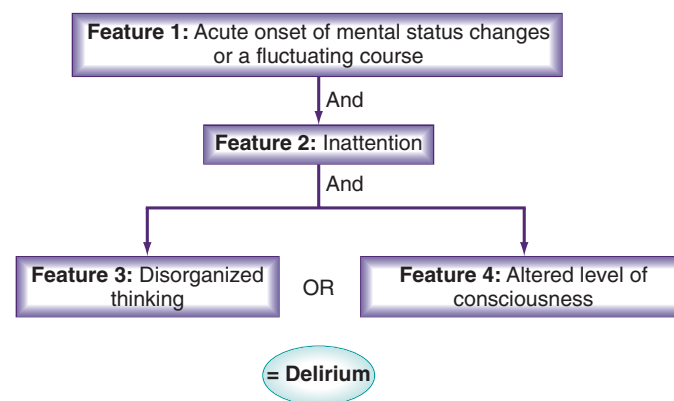 Feature 1: Acute onset of mental status changes
or a fluctuating course
And
Feature 2: Inattention
And
Feature 3: Disorganized
thinking
OR
Feature 4: Altered level of
consciousness
= Delirium